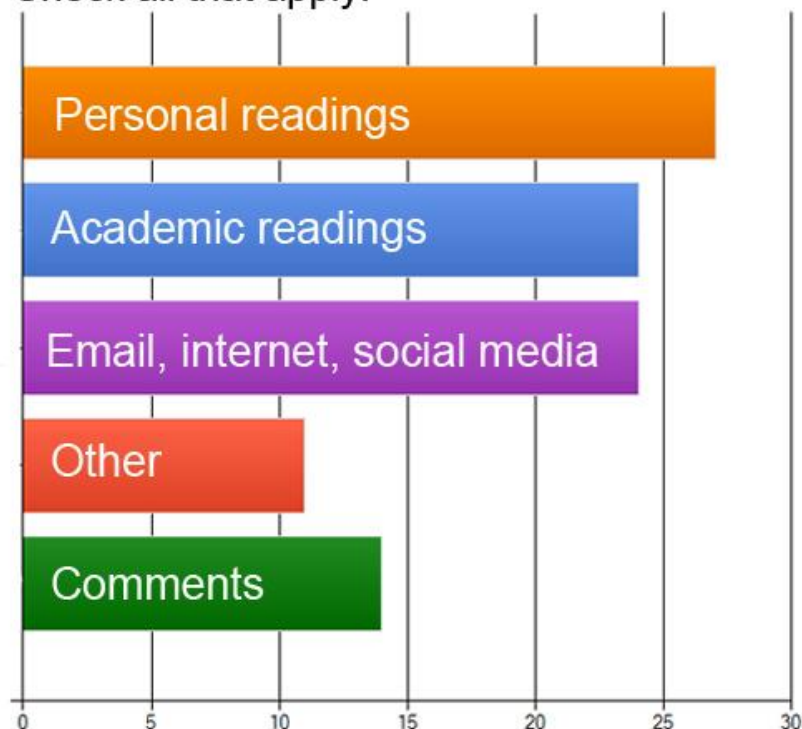 Personal readings
Academic readings
Email, internet, social media
Other
Comments
0 5 10 15 20 25 30